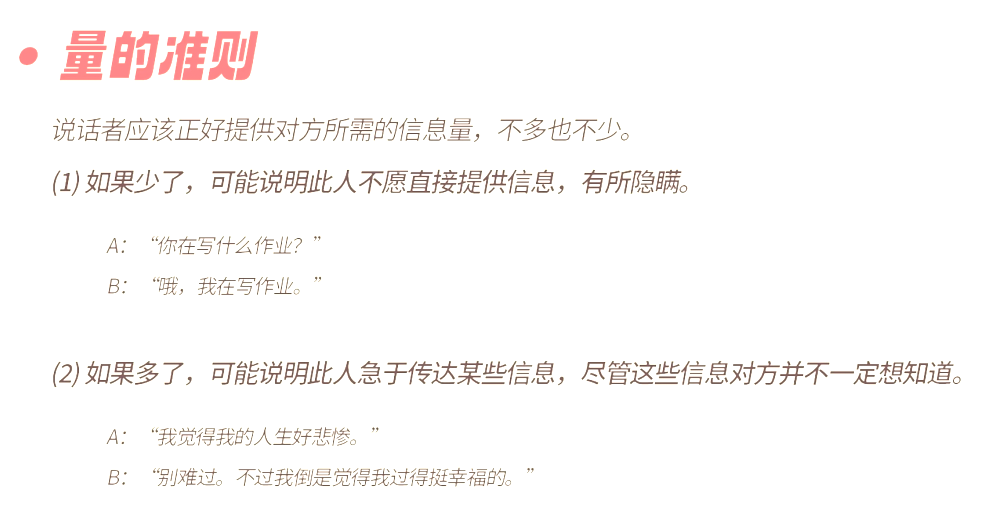 • 量的准则
说话者应该正好提供对方所需的信息量，不多也不少。
(1) 如果少了，可能说明此人不愿直接提供信息，有所隐瞒。
A：“你在写什么作业？”
B：“哦，我在写作业。”
(2) 如果多了，可能说明此人急于传达某些信息，尽管这些信息对方并不一定想知道。
A：“我觉得我的人生好悲惨。”
B：“别难过。不过我倒是觉得我过得挺幸福的。”